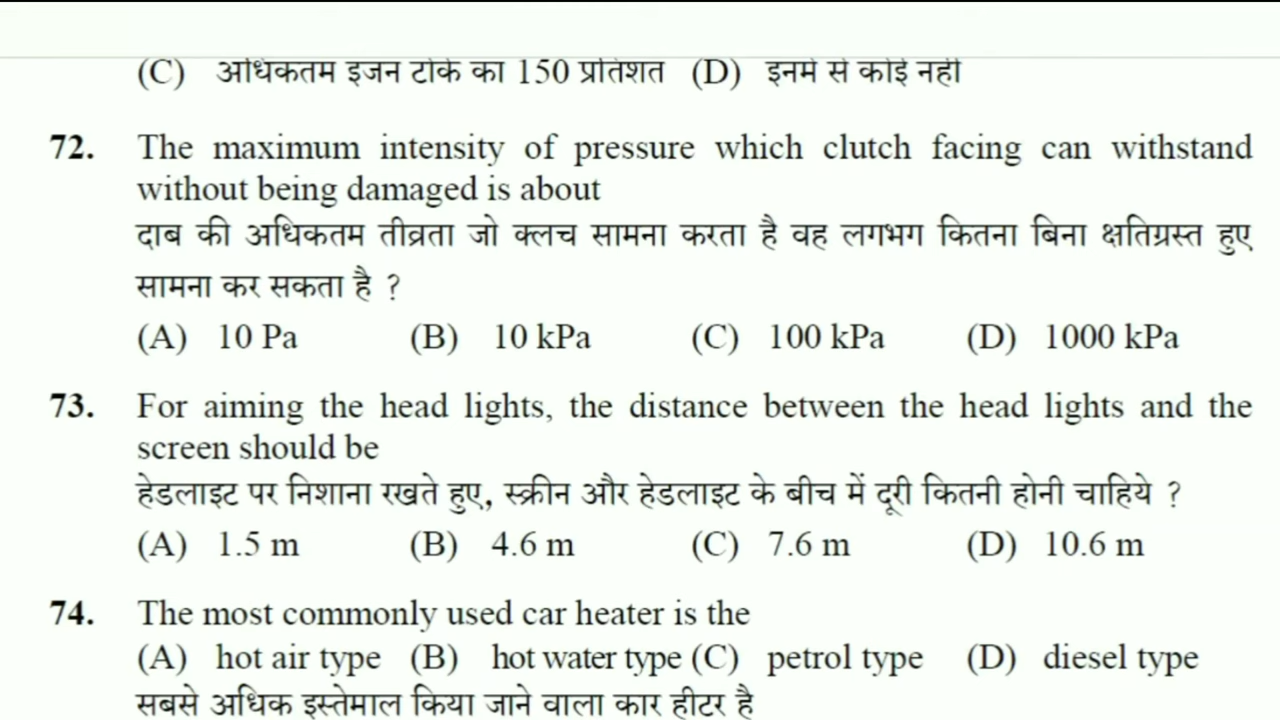 (C) अधिकतम इंजन टॉर्क का 150 प्रतिशत (D) इनमें से कोई नहीं
72. The maximum intensity of pressure which clutch facing can withstand
without being damaged is about
दाब की अधिकतम तीव्रता जो क्लच सामना करता है वह लगभग कितना बिना क्षतिग्रस्त हुए
सामना कर सकता है ?
(A) 10 Pa (B) 10 kPa (C) 100 kPa (D) 1000 kPa
73. For aiming the head lights, the distance between the head lights and the
screen should be
हेडलाइट पर निशाना रखते हुए, स्क्रीन और हेडलाइट के बीच में दूरी कितनी होनी चाहिये ?
(A) 1.5 m (B) 4.6 m (C) 7.6 m (D) 10.6 m
74. The most commonly used car heater is the
(A) hot air type (B) hot water type (C) petrol type (D) diesel type
सबसे अधिक इस्तेमाल किया जाने वाला कार हीटर है